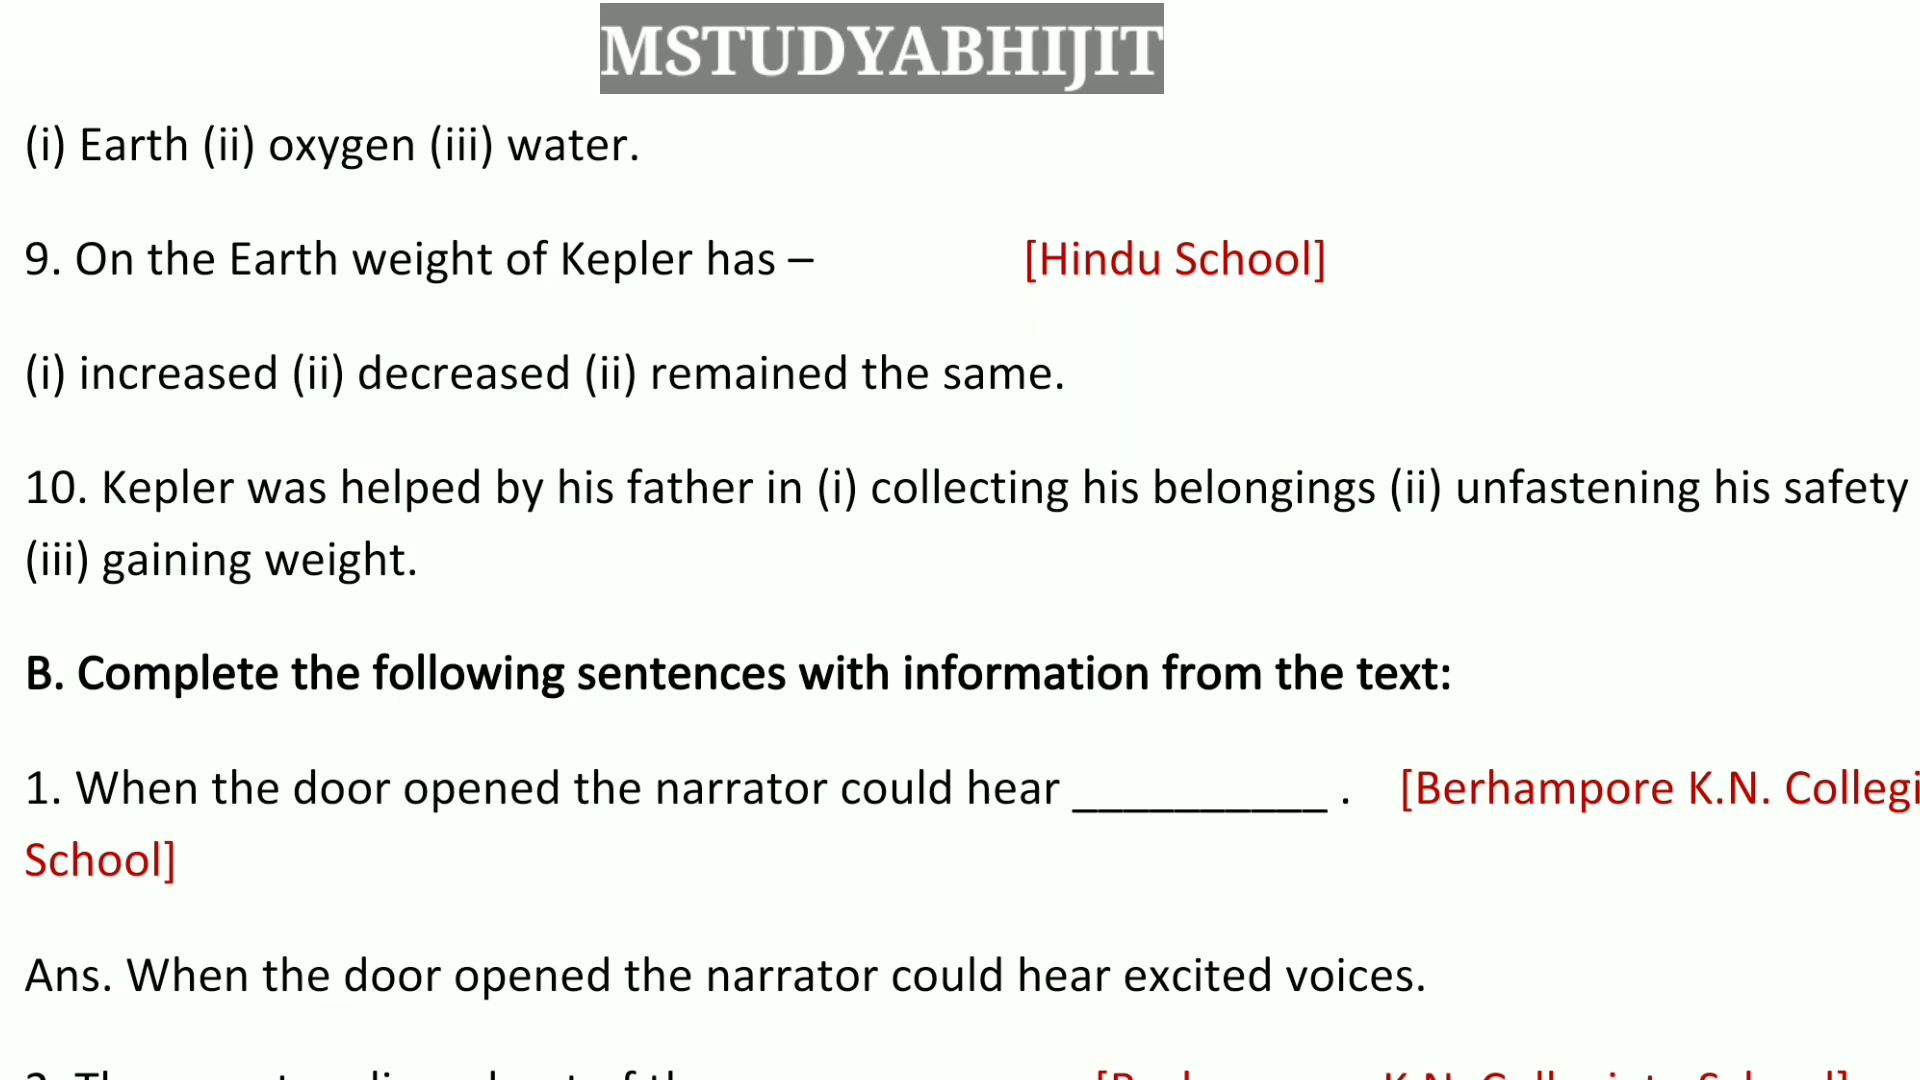 MSTUDYABHIJIT
(i) Earth (ii) oxygen (iii) water.
9. On the Earth weight of Kepler has – [Hindu School]
(i) increased (ii) decreased (ii) remained the same.
10. Kepler was helped by his father in (i) collecting his belongings (ii) unfastening his safety
(iii) gaining weight.
B. Complete the following sentences with information from the text:
1. When the door opened the narrator could hear __________ . [Berhampore K.N. Collegi
School]
Ans. When the door opened the narrator could hear excited voices.